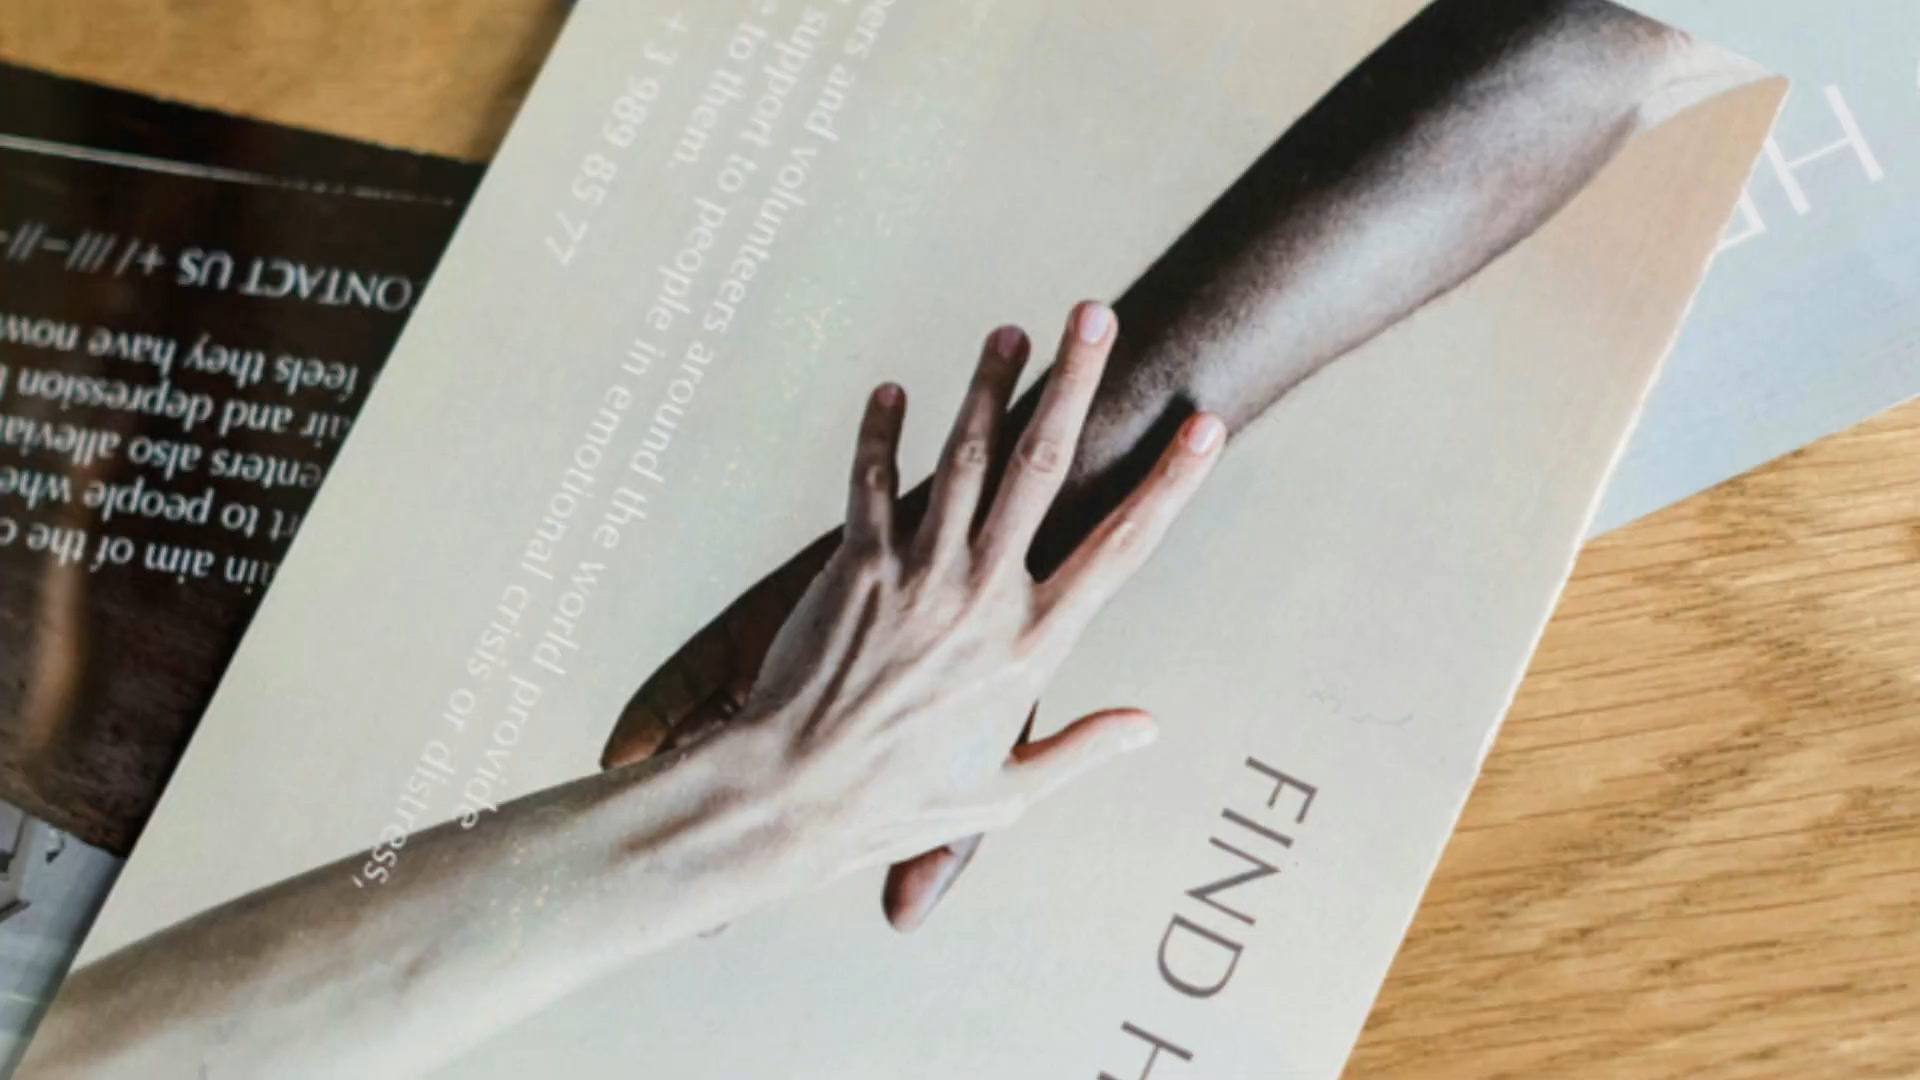 FIND H
pers and volunteers around the world provide
support to people in emotional crisis or distress,
e to them.
+ 3 989 85 77
ain aim of the
rt to people whe
enters also allevia
air and depression
feels they have now
ONTACT US +/ ///–//–
HE